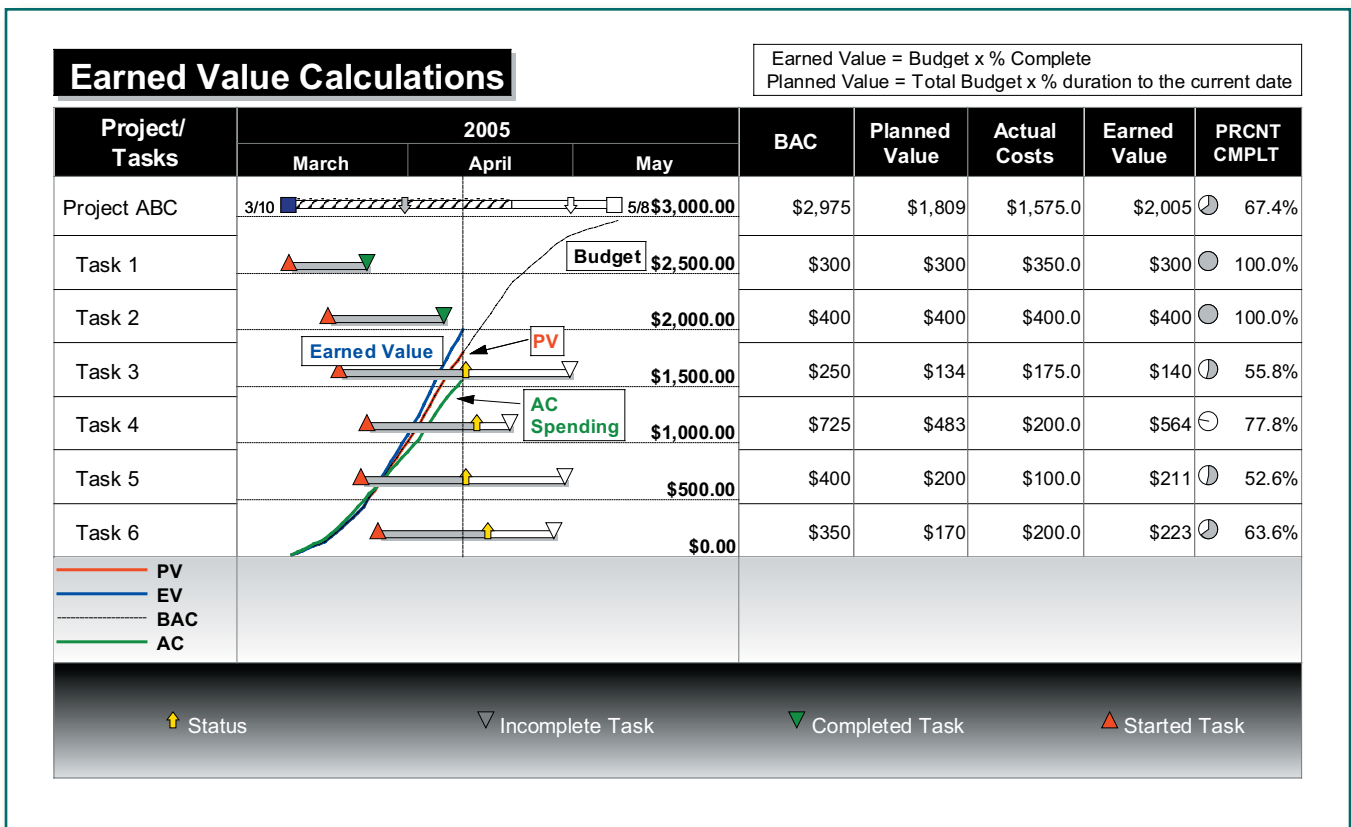 Earned Value Calculations
Earned Value = Budget x % Complete
Planned Value = Total Budget x % duration to the current date
Project/ Tasks
2005
March April May
BAC
Planned Value
Actual Costs
Earned Value
PRCNT CMPLT
Project ABC 3/10 5/8 $3,000.00 $2,975 $1,809 $1,575.0 $2,005 67.4%
Task 1 Budget $2,500.00 $300 $300 $350.0 $300 100.0%
Task 2 $2,000.00 $400 $400 $400.0 $400 100.0%
Earned Value PV
Task 3 $1,500.00 $250 $134 $175.0 $140 55.8%
AC
Spending
Task 4 $1,000.00 $725 $483 $200.0 $564 77.8%
Task 5 $500.00 $400 $200 $100.0 $211 52.6%
Task 6 $0.00 $350 $170 $200.0 $223 63.6%
PV
EV
BAC
AC
Status Incomplete Task Completed Task Started Task